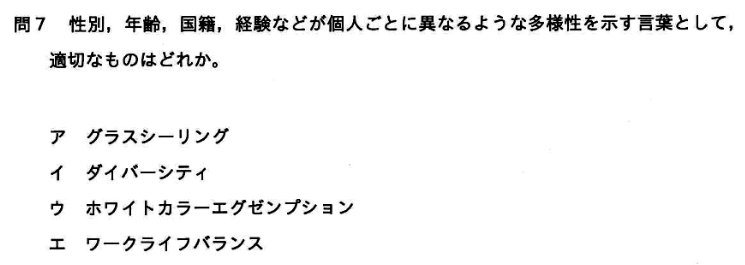 問7 性別，年齢，国籍，経験などが個人ごとに異なるような多様性を示す言葉として，
適切なものはどれか。
ア グラスシーリング
イ ダイバーシティ
ウ ホワイトカラーエグゼンプション
エ ワークライフバランス